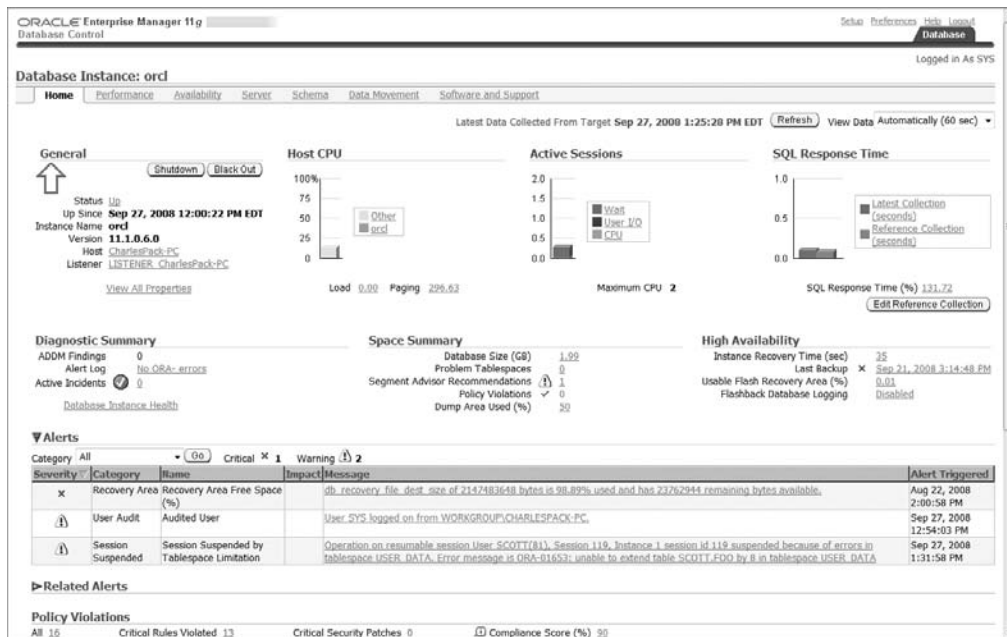 ORACLE Enterprise Manager 11g
Database Control
Setup Preferences Help Logout
Database
Logged in As SYS
Database Instance: orcl
Home Performance Availability Server Schema Data Movement Software and Support
Latest Data Collected From Target Sep 27, 2008 1:25:28 PM EDT Refresh View Data Automatically (60 sec)
General
Shutdown Black Out
Status Up
Up Since Sep 27, 2008 12:00:22 PM EDT
Instance Name orcl
Version 11.1.0.6.0
Host CharlesPack-PC
Listener LISTENER_CharlesPack-PC
View All Properties
Host CPU
100%
75
50
25
0
Other
orcl
Load 0.00 Paging 296.63
Active Sessions
2.0
1.5
1.0
0.5
0.0
Wait
User I/O
CPU
Maximum CPU 2
SQL Response Time
1.0
0.5
0.0
Latest Collection
(seconds)
Reference Collection
(seconds)
SQL Response Time (%) 131.72
Edit Reference Collection
Diagnostic Summary
ADDM Findings 0
Alert Log No ORA- errors
Active Incidents 0
Database Instance Health
Space Summary
Database Size (GB) 1.99
Problem Tablespaces 0
Segment Advisor Recommendations 1
Policy Violations 0
Dump Area Used (%) 50
High Availability
Instance Recovery Time (sec) 35
Last Backup Sep 21, 2008 3:14:48 PM
Usable Flash Recovery Area (%) 0.01
Flashback Database Logging Disabled
Alerts
Category All Go Critical 1 Warning 2
Severity Category Name Impact Message Alert Triggered
Recovery Area Recovery Area Free Space (%) db_recovery_file_dest_size of 2147483648 bytes is 98.89% used and has 23762944 remaining bytes available. Aug 22, 2008 2:00:58 PM
User Audit Audited User User SYS logged on from WORKGROUP\CHARLESPACK-PC. Sep 27, 2008 12:54:03 PM
Session Suspended Session Suspended by Tablespace Limitation Operation on resumable session User SCOTT(81), Session 119, Instance 1 session id 119 suspended because of errors in tablespace USER_DATA. Error message is ORA-01653: unable to extend table SCOTT.FOO by 8 in tablespace USER_DATA Sep 27, 2008 1:31:58 PM
Related Alerts
Policy Violations
All 16 Critical Rules Violated 13 Critical Security Patches 0 Compliance Score (%) 90